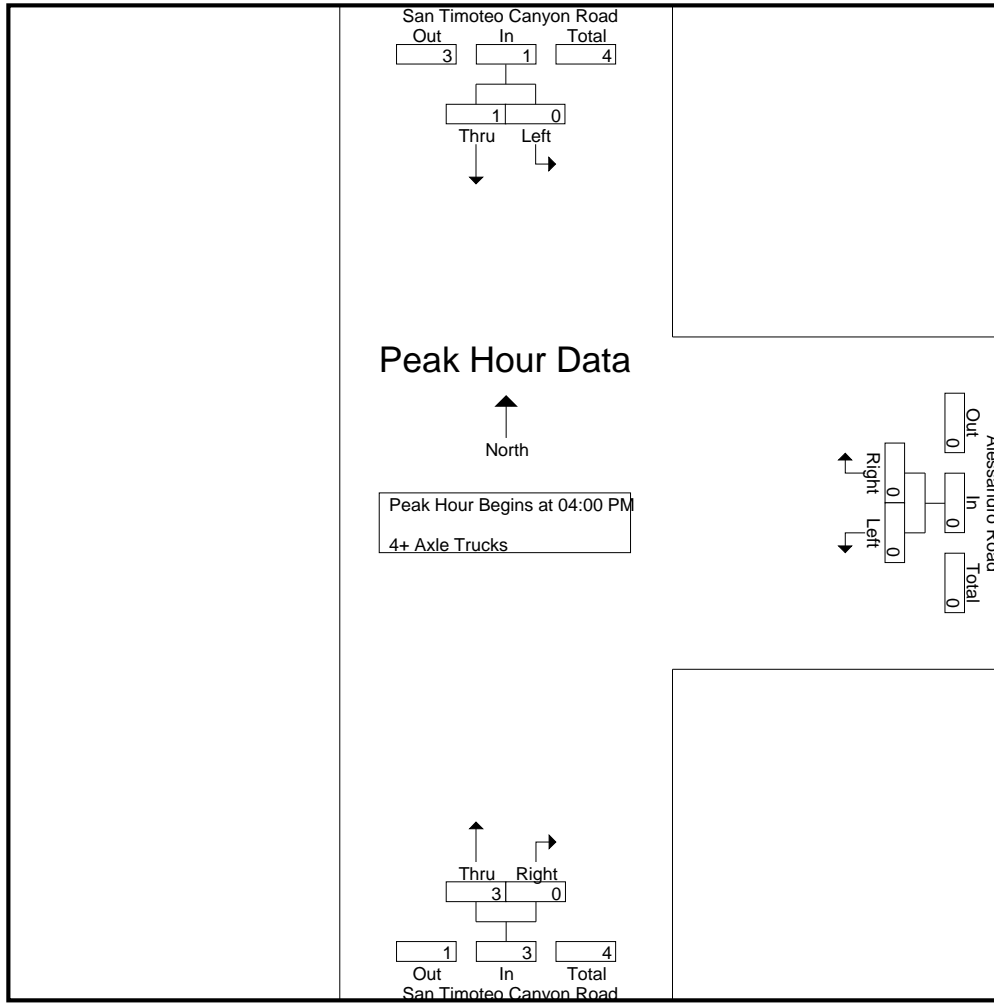 San Timoteo Canyon Road
Out In Total
3 1 4
1 0
Thru Left
Peak Hour Data
North
Peak Hour Begins at 04:00 PM
4+ Axle Trucks
Alessandro Road
Out In Total
0 0 0
Right Left
0 0
Thru Right
3 0
1 3 4
Out In Total
San Timoteo Canyon Road